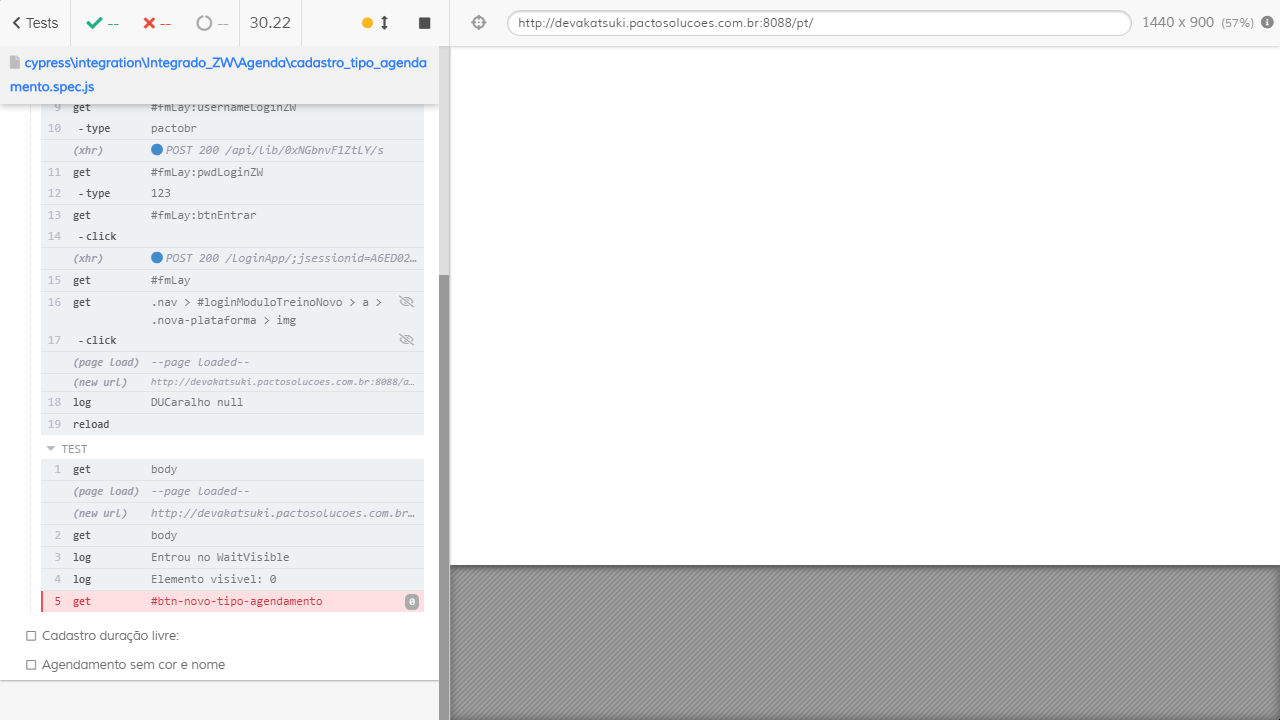 Tests
--
--
--
30.22
http://devakatsuki.pactosolucoes.com.br:8088/pt/
1440 x 900 (57%)
cypress\integration\Integrado_ZW\Agenda\cadastro_tipo_agenda
mento.spec.js
9 get #fmLay:usernameLoginZW
10 -type pactobr
(xhr) POST 200 /api/lib/0xNGbnvF1ZtLY/s
11 get #fmLay:pwdLoginZW
12 -type 123
13 get #fmLay:btnEntrar
14 -click
(xhr) POST 200 /LoginApp/;jsessionid=A6ED02…
15 get #fmLay
16 get .nav > #loginModuloTreinoNovo > a >
.nova-plataforma > img
17 -click
(page load) --page loaded--
(new url) http://devakatsuki.pactosolucoes.com.br:8088/a…
18 log DUCaralho null
19 reload
TEST
1 get body
(page load) --page loaded--
(new url) http://devakatsuki.pactosolucoes.com.br…
2 get body
3 log Entrou no WaitVisible
4 log Elemento visivel: 0
5 get #btn-novo-tipo-agendamento 0
Cadastro duração livre:
Agendamento sem cor e nome